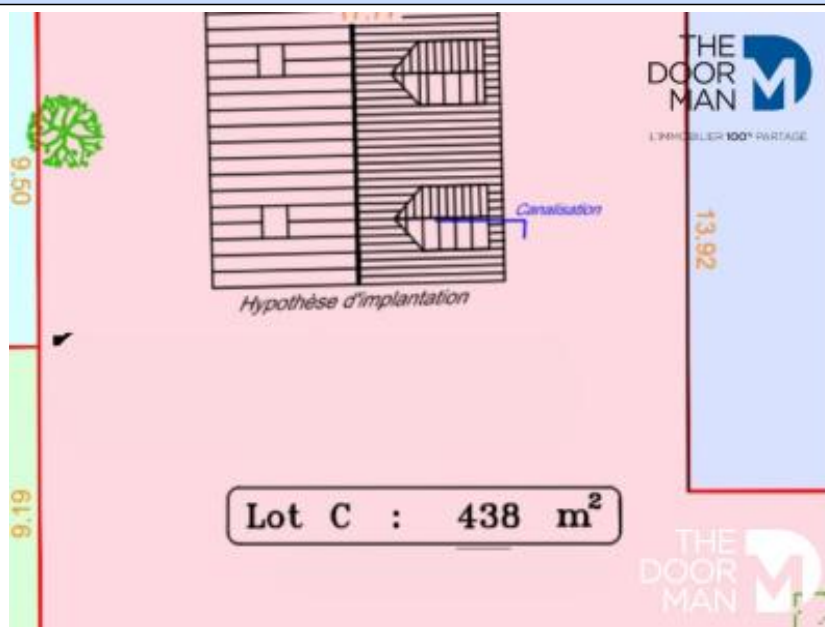 THE
DOOR
MAN
L'IMMOBILIER 100% PARTAGÉ
9.50
Canalisation
13.92
Hypothèse d'implantation
9.19
Lot C : 438 m²
THE
DOOR
MAN